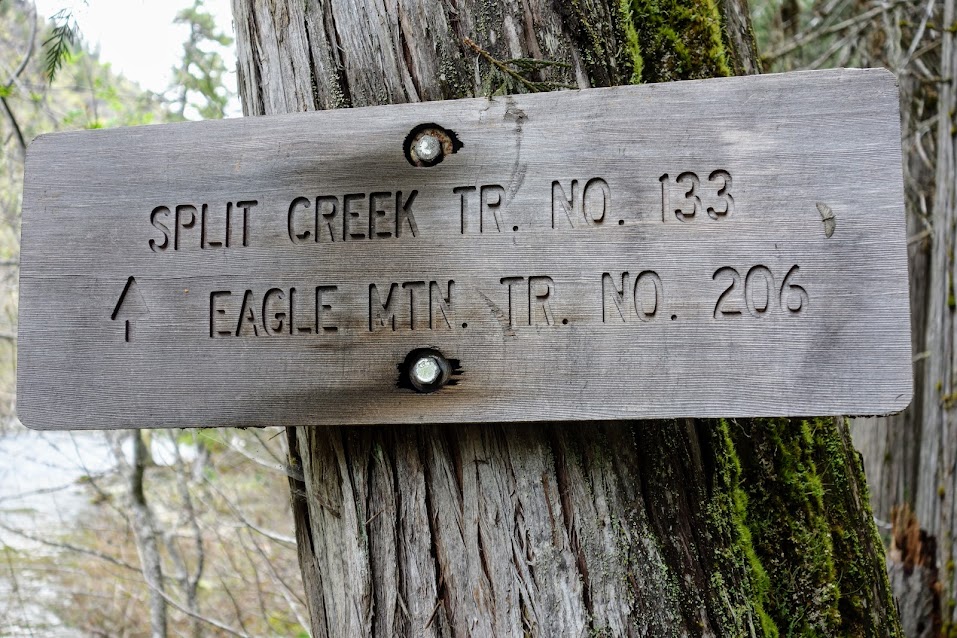 SPLIT CREEK TR. NO. 133
↑ EAGLE MTN. TR. NO. 206